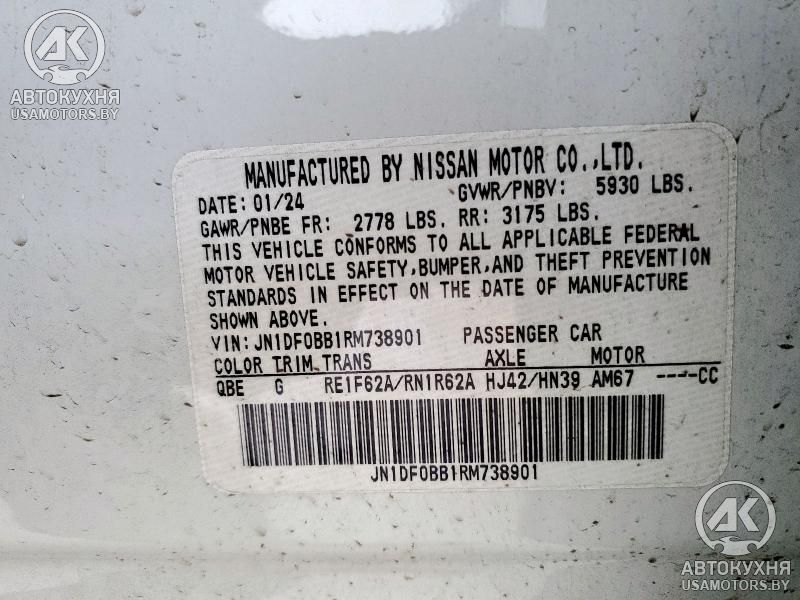 AK
АВТОКУХНЯ
USAMOTORS.BY
MANUFACTURED BY NISSAN MOTOR CO.,LTD.
DATE: 01/24 GVWR/PNBV: 5930 LBS.
GAWR/PNBE FR: 2778 LBS. RR: 3175 LBS.
THIS VEHICLE CONFORMS TO ALL APPLICABLE FEDERAL
MOTOR VEHICLE SAFETY,BUMPER,AND THEFT PREVENTION
STANDARDS IN EFFECT ON THE DATE OF MANUFACTURE
SHOWN ABOVE.
VIN: JN1DF0BB1RM738901 PASSENGER CAR
COLOR TRIM TRANS AXLE MOTOR
QBE G RE1F62A/RN1R62A HJ42/HN39 AM67 ----CC
JN1DF0BB1RM738901
AK
АВТОКУХНЯ
USAMOTORS.BY